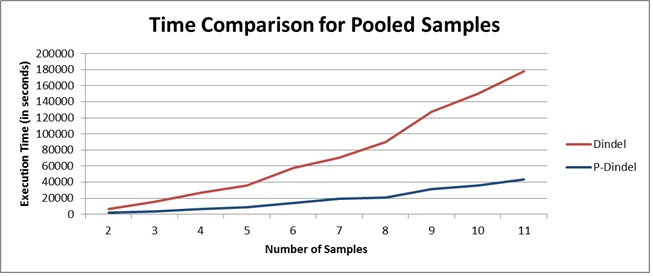 Time Comparison for Pooled Samples
Execution Time (in seconds)
200000
180000
160000
140000
120000
100000
80000
60000
40000
20000
0
2 3 4 5 6 7 8 9 10 11
Number of Samples
Dindel
P-Dindel